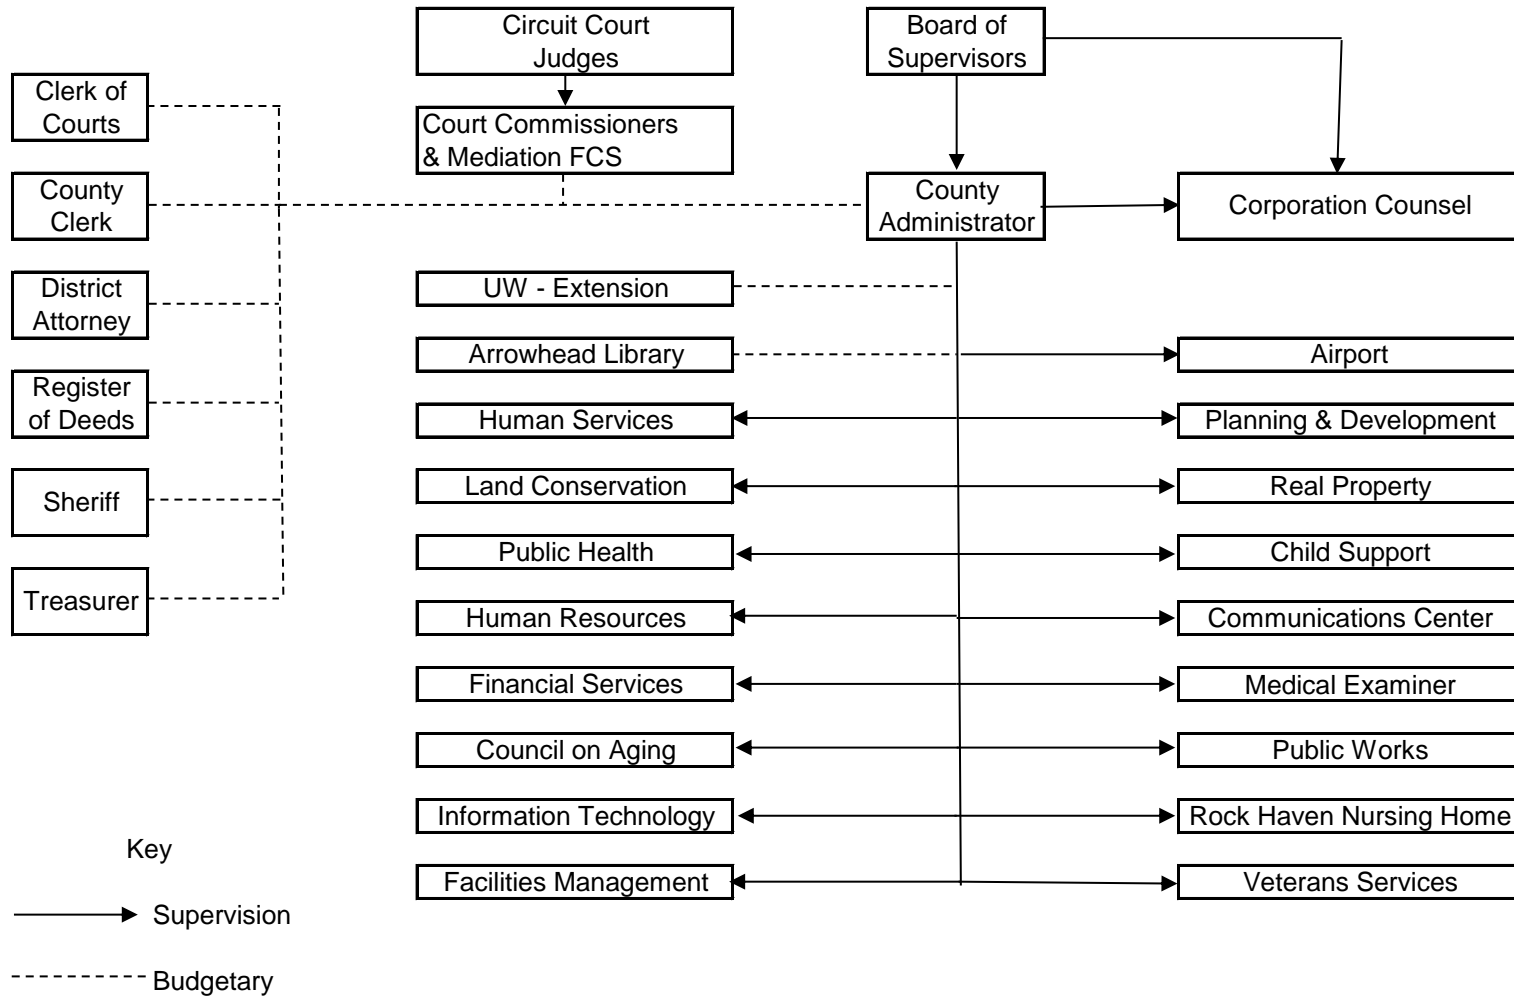 Circuit Court
Judges
Board of
Supervisors
Clerk of
Courts
Court Commissioners
& Mediation FCS
County
Clerk
County
Administrator
Corporation Counsel
District
Attorney
UW - Extension
Arrowhead Library
Airport
Register
of Deeds
Human Services
Planning & Development
Sheriff
Land Conservation
Real Property
Public Health
Child Support
Treasurer
Human Resources
Communications Center
Financial Services
Medical Examiner
Council on Aging
Public Works
Information Technology
Rock Haven Nursing Home
Facilities Management
Veterans Services
Key
Supervision
Budgetary